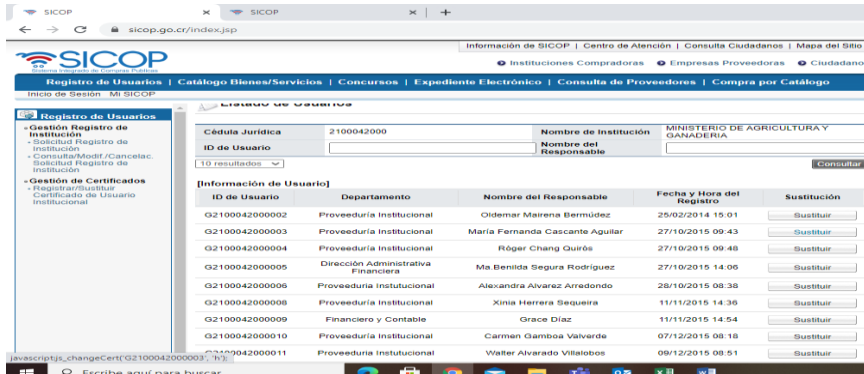 SICOP
SICOP
sicop.go.cr/index.jsp
Información de SICOP | Centro de Atención | Consulta Ciudadanos | Mapa del Sitio
SICOP
Sistema Integrado de Compras Públicas
Instituciones Compradoras Empresas Proveedoras Ciudadano
Registro de Usuarios | Catálogo Bienes/Servicios | Concursos | Expediente Electrónico | Consulta de Proveedores | Compra por Catálogo
Inicio de Sesión Mi SICOP
Registro de Usuarios
Gestión Registro de
Institución
- Solicitud Registro de
Institución
- Consulta/Modif./Cancelac.
Solicitud Registro de
Institución
Gestión de Certificados
- Registrar/Sustituir
Certificado de Usuario
Institucional
Listado de Usuarios
Cédula Jurídica 2100042000 Nombre de Institución MINISTERIO DE AGRICULTURA Y
GANADERIA
ID de Usuario Nombre del
Responsable
10 resultados Consultar
[Información de Usuario]
ID de Usuario Departamento Nombre del Responsable Fecha y Hora del
Registro Sustitución
G2100042000002 Proveeduría Institucional Oldemar Mairena Bermúdez 25/02/2014 15:01 Sustituir
G2100042000003 Proveeduría Institucional María Fernanda Cascante Aguilar 27/10/2015 09:43 Sustituir
G2100042000004 Proveeduría Institucional Róger Chang Quirós 27/10/2015 09:48 Sustituir
G2100042000005 Dirección Administrativa
Financiera Ma.Benilda Segura Rodríguez 27/10/2015 14:06 Sustituir
G2100042000006 Proveeduria Instutucional Alexandra Alvarez Arredondo 28/10/2015 08:38 Sustituir
G2100042000008 Proveeduría Institucional Xinia Herrera Sequeira 11/11/2015 14:36 Sustituir
G2100042000009 Financiero y Contable Grace Díaz 11/11/2015 14:54 Sustituir
G2100042000010 Proveeduría Institucional Carmen Gamboa Valverde 07/12/2015 08:18 Sustituir
G2100042000011 Proveeduria Instutucional Walter Alvarado Villalobos 09/12/2015 08:51 Sustituir
javascript:js_changeCert('G2100042000003', 'h');
Escribe aquí para buscar